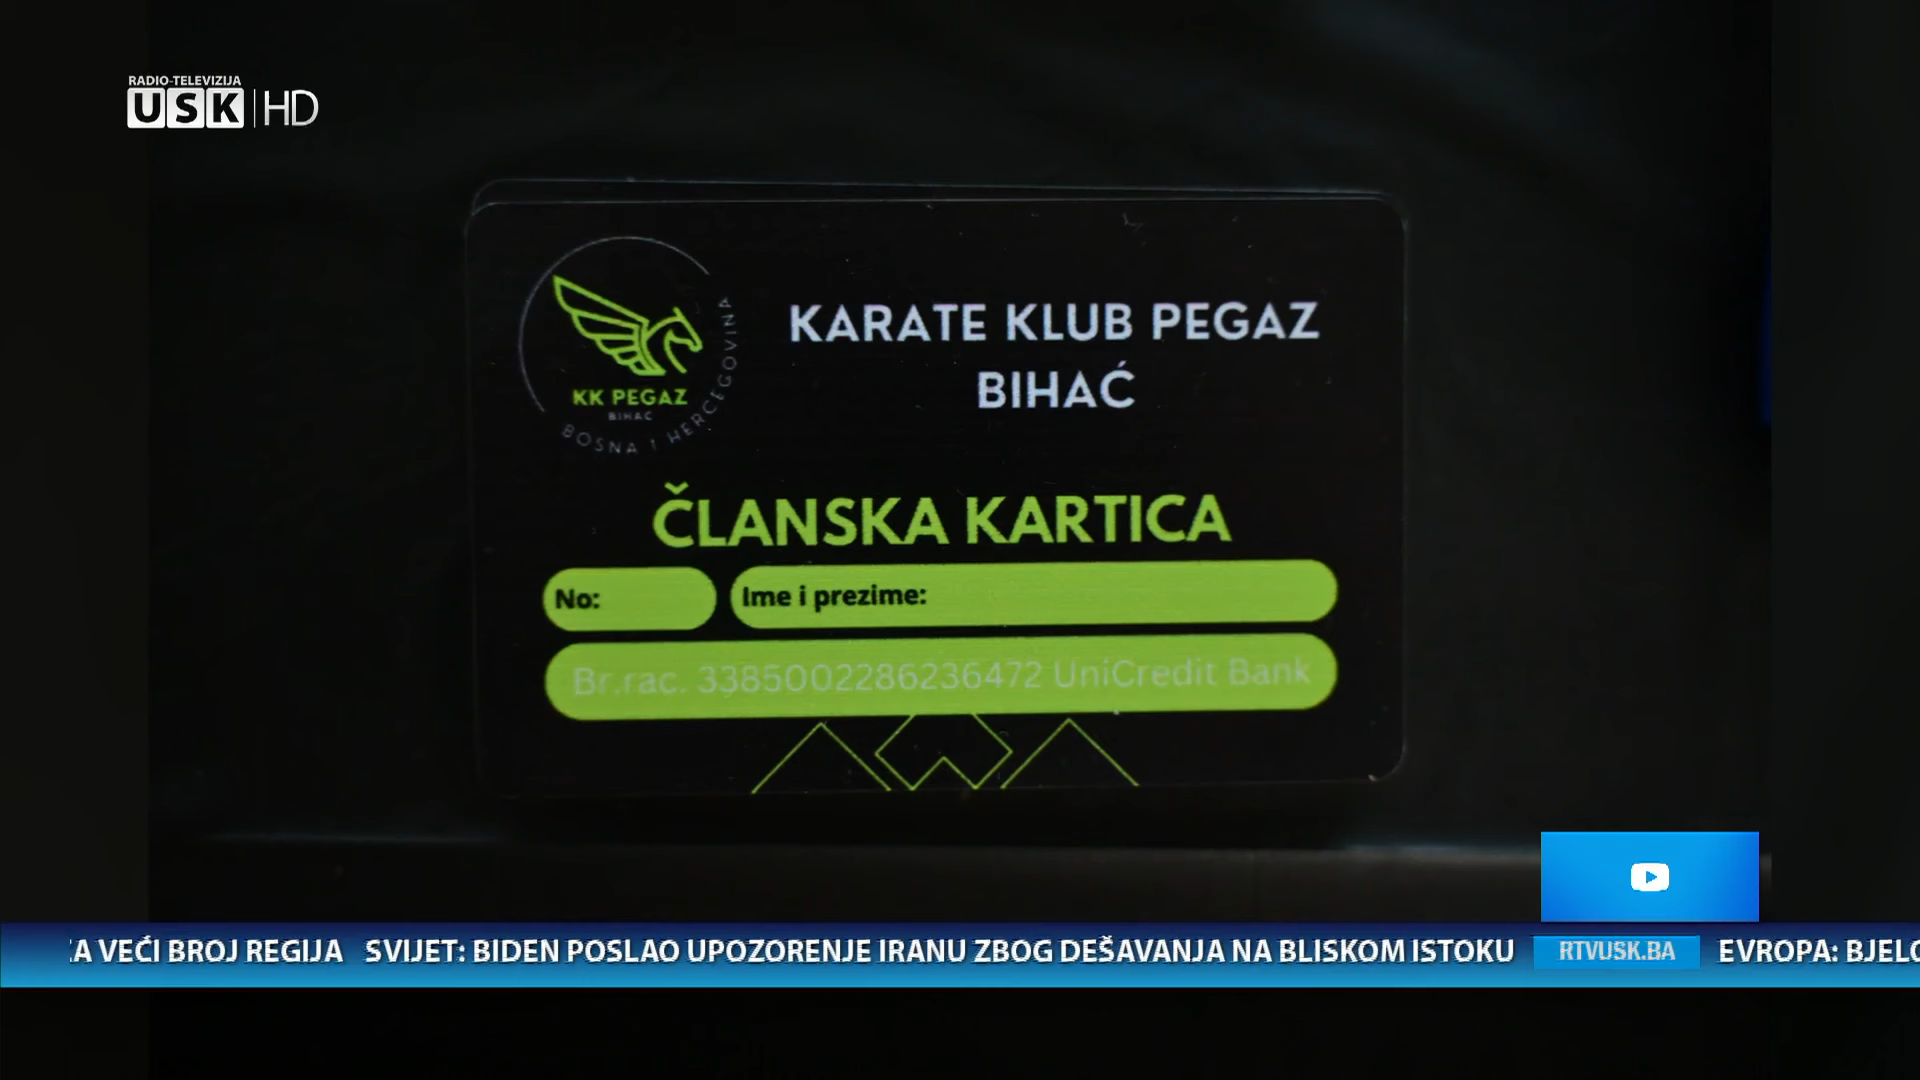 RADIO-TELEVIZIJA
USK HD
KARATE KLUB PEGAZ
BIHAĆ
KK PEGAZ
BIHAĆ
BOSNA I HERCEGOVINA
ČLANSKA KARTICA
No:
Ime i prezime:
Br.rac. 3385002286236472 UniCredit Bank
VEĆI BROJ REGIJA SVIJET: BIDEN POSLAO UPOZORENJE IRANU ZBOG DEŠAVANJA NA BLISKOM ISTOKU RTVUSK.BA EVROPA: